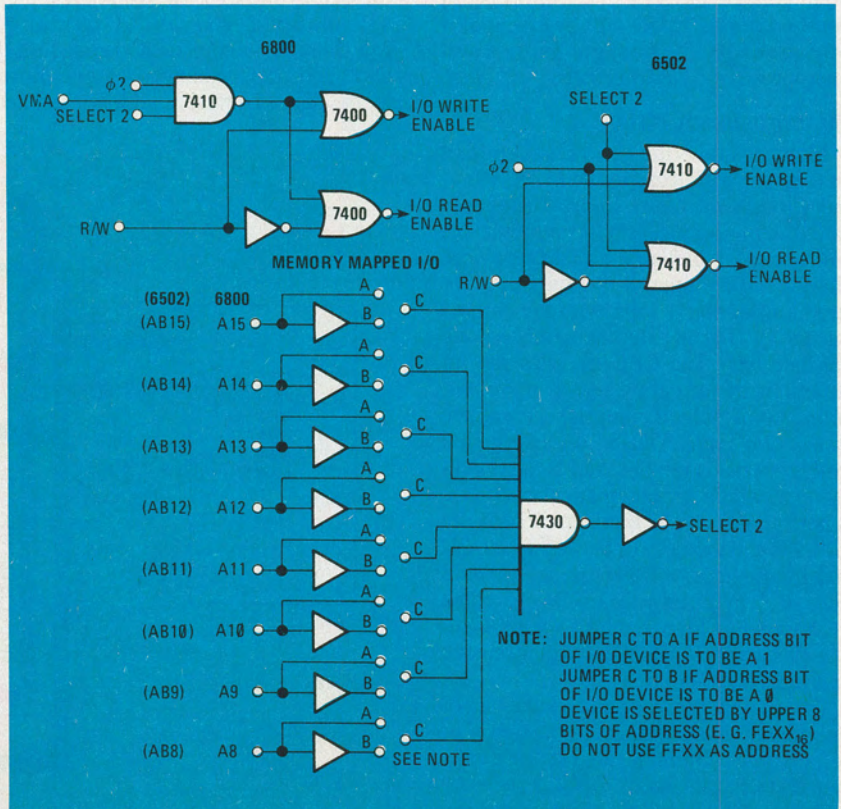 6800
6502
φ2
VMA
SELECT 2
7410
7400
I/O WRITE
ENABLE
7400
I/O READ
ENABLE
R/W
SELECT 2
φ2
7410
I/O WRITE
ENABLE
7410
I/O READ
ENABLE
R/W
MEMORY MAPPED I/O
(6502) 6800
(AB15) A15 A B C
(AB14) A14 A B C
(AB13) A13 A B C
(AB12) A12 A B C
(AB11) A11 A B C
(AB10) A10 A B C
(AB9) A9 A B C
(AB8) A8 A B C
SEE NOTE
7430
SELECT 2
NOTE: JUMPER C TO A IF ADDRESS BIT
OF I/O DEVICE IS TO BE A 1
JUMPER C TO B IF ADDRESS BIT
OF I/O DEVICE IS TO BE A 0
DEVICE IS SELECTED BY UPPER 8
BITS OF ADDRESS (E. G. FEXX16)
DO NOT USE FFXX AS ADDRESS